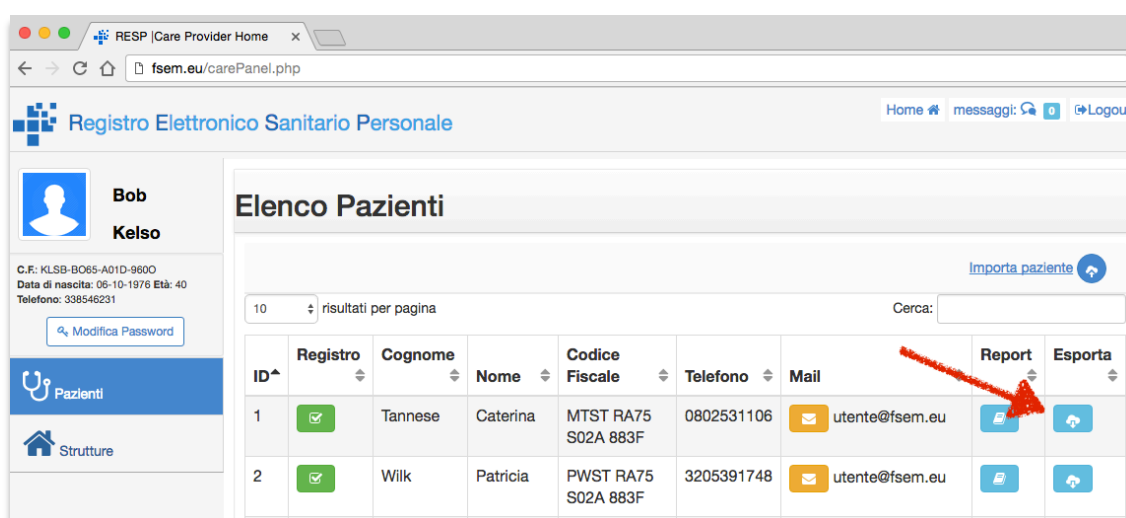 RESP |Care Provider Home
fsem.eu/carePanel.php
Registro Elettronico Sanitario Personale
Home messaggi: 0 Logou
Bob
Kelso
C.F.: KLSB-BO65-A01D-960O
Data di nascita: 06-10-1976 Età: 40
Telefono: 338546231
Modifica Password
Pazienti
Strutture
Elenco Pazienti
Importa paziente
10 risultati per pagina Cerca:
ID Registro Cognome Nome Codice Fiscale Telefono Mail Report Esporta
1 Tannese Caterina MTST RA75 0802531106 utente@fsem.eu
S02A 883F
2 Wilk Patricia PWST RA75 3205391748 utente@fsem.eu
S02A 883F